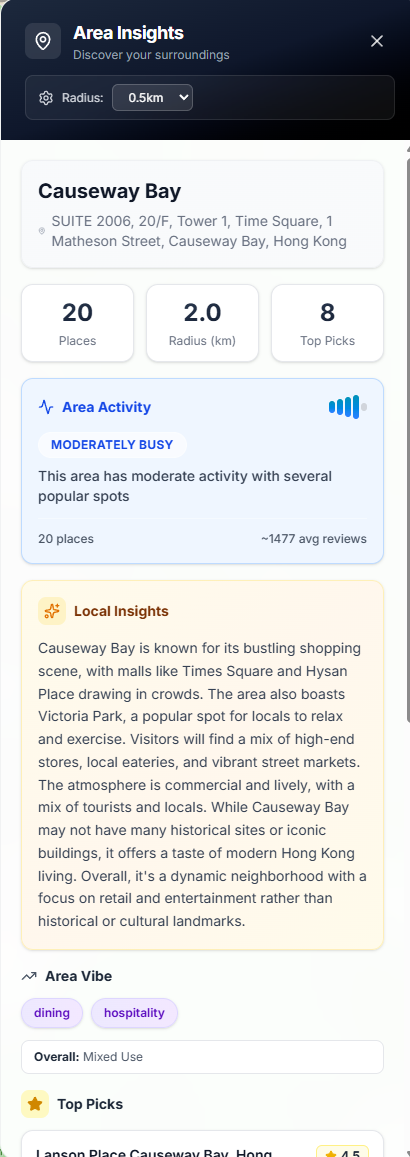 Area Insights
Discover your surroundings
Radius: 0.5km
Causeway Bay
SUITE 2006, 20/F, Tower 1, Time Square, 1
Matheson Street, Causeway Bay, Hong Kong
20
Places
2.0
Radius (km)
8
Top Picks
Area Activity
MODERATELY BUSY
This area has moderate activity with several
popular spots
20 places
~1477 avg reviews
Local Insights
Causeway Bay is known for its bustling shopping
scene, with malls like Times Square and Hysan
Place drawing in crowds. The area also boasts
Victoria Park, a popular spot for locals to relax
and exercise. Visitors will find a mix of high-end
stores, local eateries, and vibrant street markets.
The atmosphere is commercial and lively, with a
mix of tourists and locals. While Causeway Bay
may not have many historical sites or iconic
buildings, it offers a taste of modern Hong Kong
living. Overall, it's a dynamic neighborhood with a
focus on retail and entertainment rather than
historical or cultural landmarks.
Area Vibe
dining
hospitality
Overall: Mixed Use
Top Picks
Lanson Place Causeway Bay, Hong
4.5